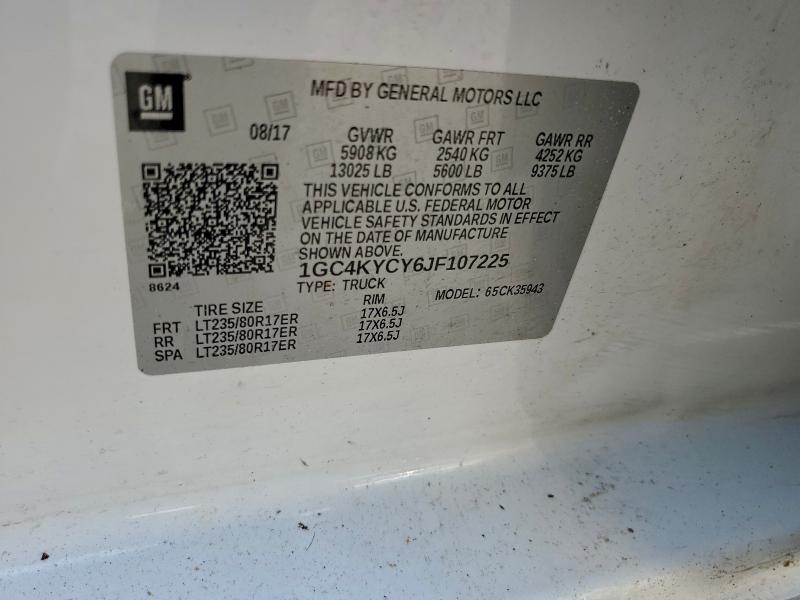 GM
MFD BY GENERAL MOTORS LLC
08/17 GVWR GAWR FRT GAWR RR
5908 KG 2540 KG 4252 KG
13025 LB 5600 LB 9375 LB
THIS VEHICLE CONFORMS TO ALL
APPLICABLE U.S. FEDERAL MOTOR
VEHICLE SAFETY STANDARDS IN EFFECT
ON THE DATE OF MANUFACTURE
SHOWN ABOVE.
1GC4KYCY6JF107225
8624
TYPE: TRUCK MODEL: 65CK35943
TIRE SIZE RIM
FRT LT235/80R17ER 17X6.5J
RR LT235/80R17ER 17X6.5J
SPA LT235/80R17ER 17X6.5J